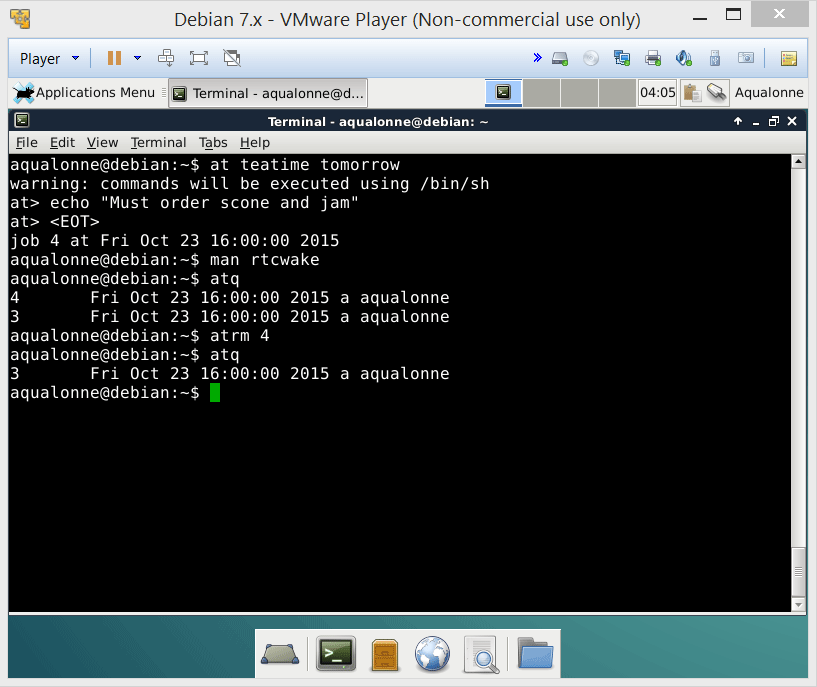 Debian 7.x - VMware Player (Non-commercial use only)
Player
Applications Menu
Terminal - aqualonne@d...
04:05
Aqualonne
Terminal - aqualonne@debian: ~
File Edit View Terminal Tabs Help
aqualonne@debian:~$ at teatime tomorrow
warning: commands will be executed using /bin/sh
at> echo "Must order scone and jam"
at> <EOT>
job 4 at Fri Oct 23 16:00:00 2015
aqualonne@debian:~$ man rtcwake
aqualonne@debian:~$ atq
4       Fri Oct 23 16:00:00 2015 a aqualonne
3       Fri Oct 23 16:00:00 2015 a aqualonne
aqualonne@debian:~$ atrm 4
aqualonne@debian:~$ atq
3       Fri Oct 23 16:00:00 2015 a aqualonne
aqualonne@debian:~$